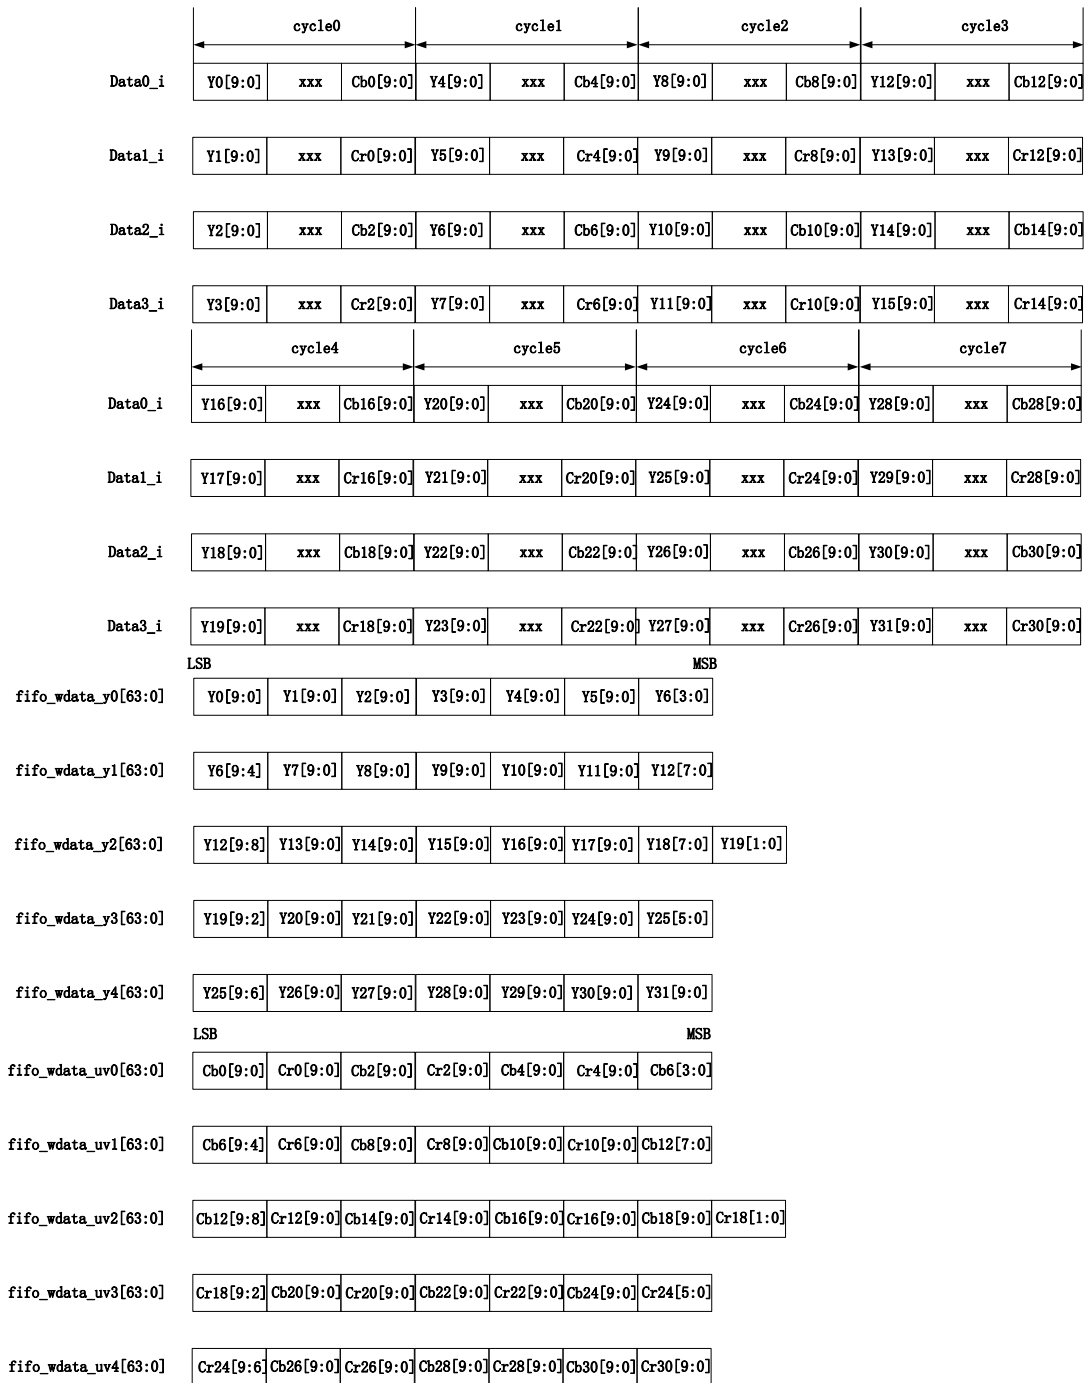 cycle0 cycle1 cycle2 cycle3
Data0_i Y0[9:0] xxx Cb0[9:0] Y4[9:0] xxx Cb4[9:0] Y8[9:0] xxx Cb8[9:0] Y12[9:0] xxx Cb12[9:0]
Data1_i Y1[9:0] xxx Cr0[9:0] Y5[9:0] xxx Cr4[9:0] Y9[9:0] xxx Cr8[9:0] Y13[9:0] xxx Cr12[9:0]
Data2_i Y2[9:0] xxx Cb2[9:0] Y6[9:0] xxx Cb6[9:0] Y10[9:0] xxx Cb10[9:0] Y14[9:0] xxx Cb14[9:0]
Data3_i Y3[9:0] xxx Cr2[9:0] Y7[9:0] xxx Cr6[9:0] Y11[9:0] xxx Cr10[9:0] Y15[9:0] xxx Cr14[9:0]
cycle4 cycle5 cycle6 cycle7
Data0_i Y16[9:0] xxx Cb16[9:0] Y20[9:0] xxx Cb20[9:0] Y24[9:0] xxx Cb24[9:0] Y28[9:0] xxx Cb28[9:0]
Data1_i Y17[9:0] xxx Cr16[9:0] Y21[9:0] xxx Cr20[9:0] Y25[9:0] xxx Cr24[9:0] Y29[9:0] xxx Cr28[9:0]
Data2_i Y18[9:0] xxx Cb18[9:0] Y22[9:0] xxx Cb22[9:0] Y26[9:0] xxx Cb26[9:0] Y30[9:0] xxx Cb30[9:0]
Data3_i Y19[9:0] xxx Cr18[9:0] Y23[9:0] xxx Cr22[9:0] Y27[9:0] xxx Cr26[9:0] Y31[9:0] xxx Cr30[9:0]
LSB MSB
fifo_wdata_y0[63:0] Y0[9:0] Y1[9:0] Y2[9:0] Y3[9:0] Y4[9:0] Y5[9:0] Y6[3:0]
fifo_wdata_y1[63:0] Y6[9:4] Y7[9:0] Y8[9:0] Y9[9:0] Y10[9:0] Y11[9:0] Y12[7:0]
fifo_wdata_y2[63:0] Y12[9:8] Y13[9:0] Y14[9:0] Y15[9:0] Y16[9:0] Y17[9:0] Y18[7:0] Y19[1:0]
fifo_wdata_y3[63:0] Y19[9:2] Y20[9:0] Y21[9:0] Y22[9:0] Y23[9:0] Y24[9:0] Y25[5:0]
fifo_wdata_y4[63:0] Y25[9:6] Y26[9:0] Y27[9:0] Y28[9:0] Y29[9:0] Y30[9:0] Y31[9:0]
LSB MSB
fifo_wdata_uv0[63:0] Cb0[9:0] Cr0[9:0] Cb2[9:0] Cr2[9:0] Cb4[9:0] Cr4[9:0] Cb6[3:0]
fifo_wdata_uv1[63:0] Cb6[9:4] Cr6[9:0] Cb8[9:0] Cr8[9:0] Cb10[9:0] Cr10[9:0] Cb12[7:0]
fifo_wdata_uv2[63:0] Cb12[9:8] Cr12[9:0] Cb14[9:0] Cr14[9:0] Cb16[9:0] Cr16[9:0] Cb18[9:0] Cr18[1:0]
fifo_wdata_uv3[63:0] Cr18[9:2] Cb20[9:0] Cr20[9:0] Cb22[9:0] Cr22[9:0] Cb24[9:0] Cr24[5:0]
fifo_wdata_uv4[63:0] Cr24[9:6] Cb26[9:0] Cr26[9:0] Cb28[9:0] Cr28[9:0] Cb30[9:0] Cr30[9:0]